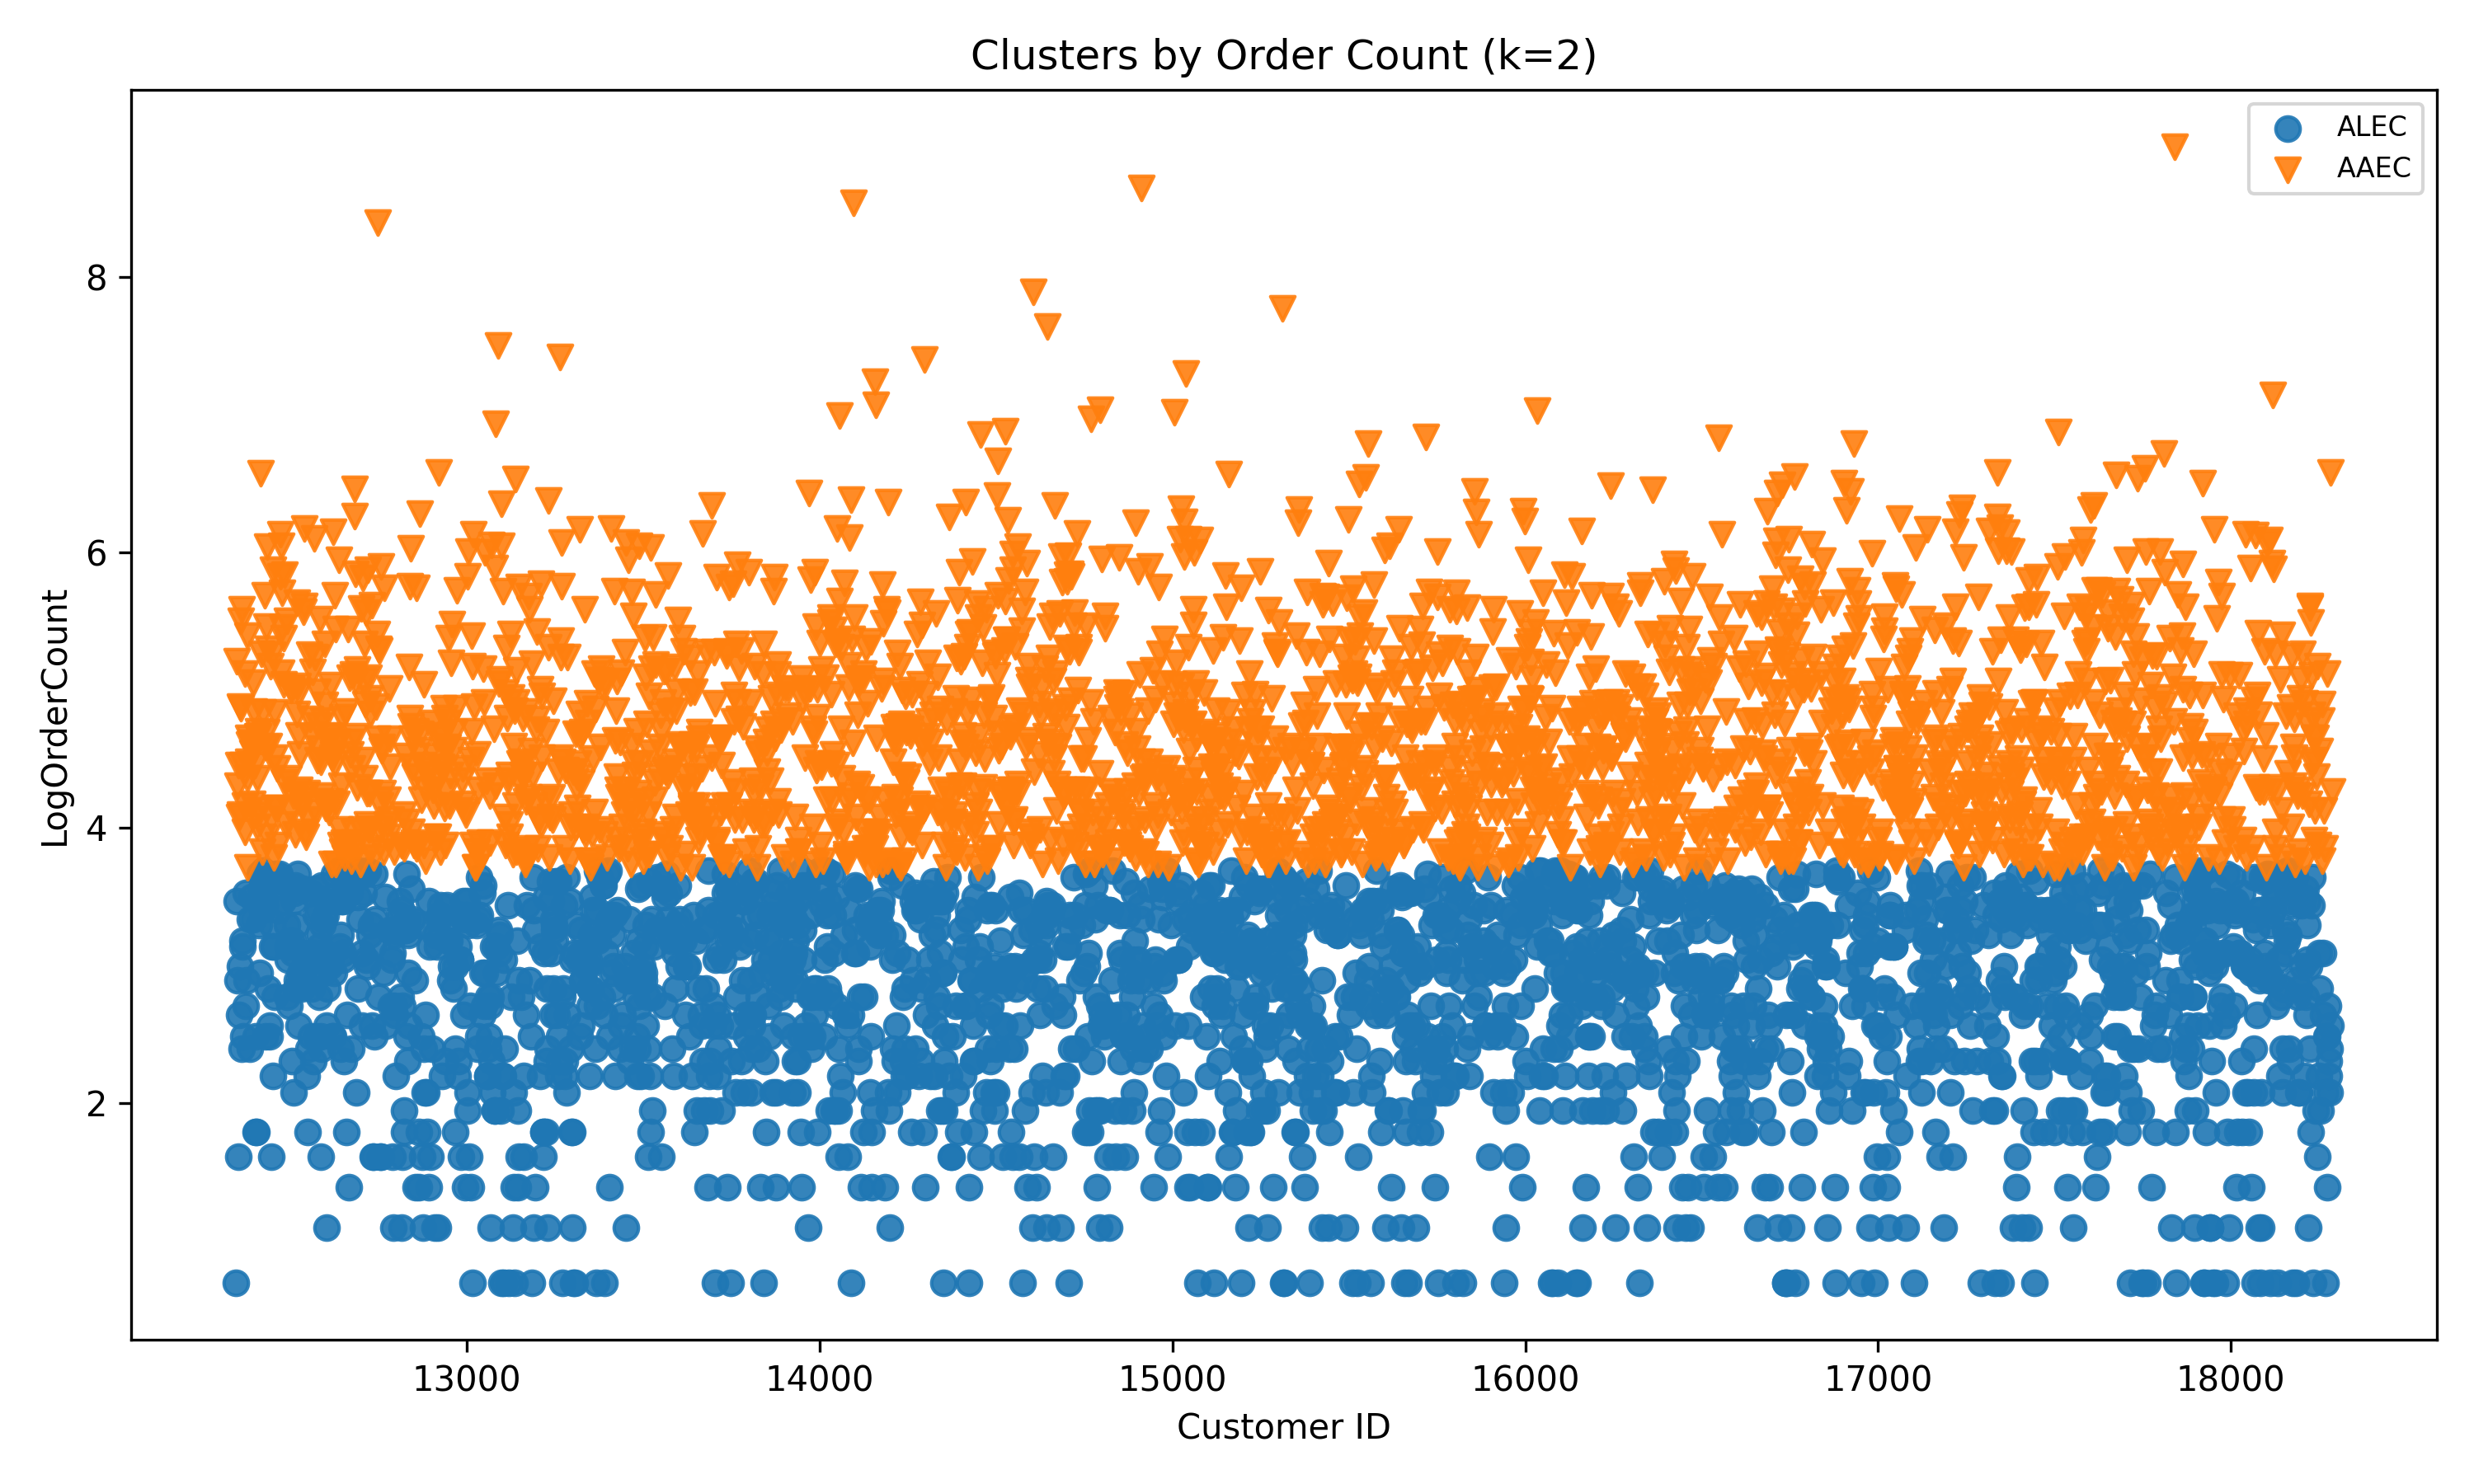 Clusters by Order Count (k=2)
ALEC
AAEC
8
6
4
2
LogOrderCount
13000
14000
15000
16000
17000
18000
Customer ID